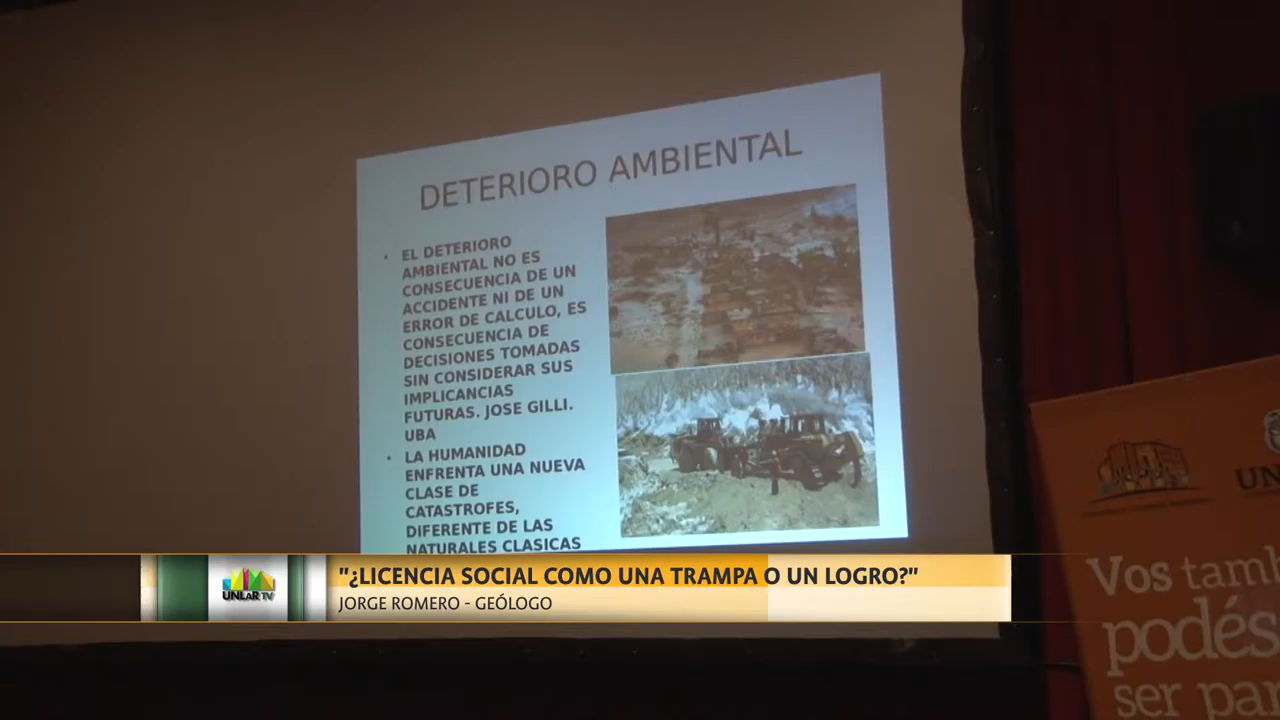 DETERIORO AMBIENTAL
• EL DETERIORO
AMBIENTAL NO ES
CONSECUENCIA DE UN
ACCIDENTE NI DE UN
ERROR DE CALCULO, ES
CONSECUENCIA DE
DECISIONES TOMADAS
SIN CONSIDERAR SUS
IMPLICANCIAS
FUTURAS. JOSE GILLI.
UBA
• LA HUMANIDAD
ENFRENTA UNA NUEVA
CLASE DE
CATASTROFES,
DIFERENTE DE LAS
NATURALES CLASICAS
"¿LICENCIA SOCIAL COMO UNA TRAMPA O UN LOGRO?"
JORGE ROMERO - GEÓLOGO
UNLaR TV
UN
Vos tamb
podés
ser par